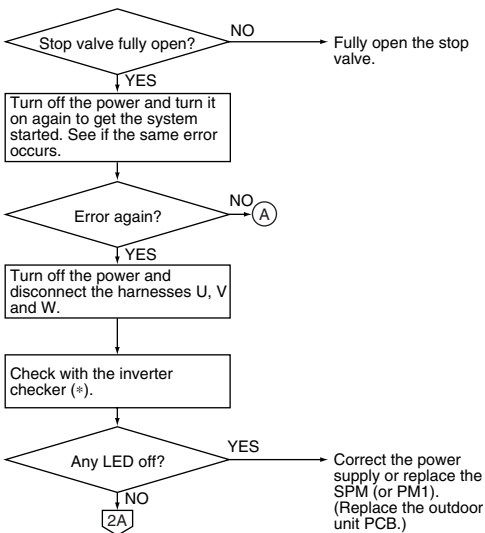 Stop valve fully open?
NO
Fully open the stop
valve.
YES
Turn off the power and turn it
on again to get the system
started. See if the same error
occurs.
Error again?
NO
A
YES
Turn off the power and
disconnect the harnesses U, V
and W.
Check with the inverter
checker (*).
Any LED off?
YES
Correct the power
supply or replace the
SPM (or PM1).
(Replace the outdoor
unit PCB.)
NO
2A